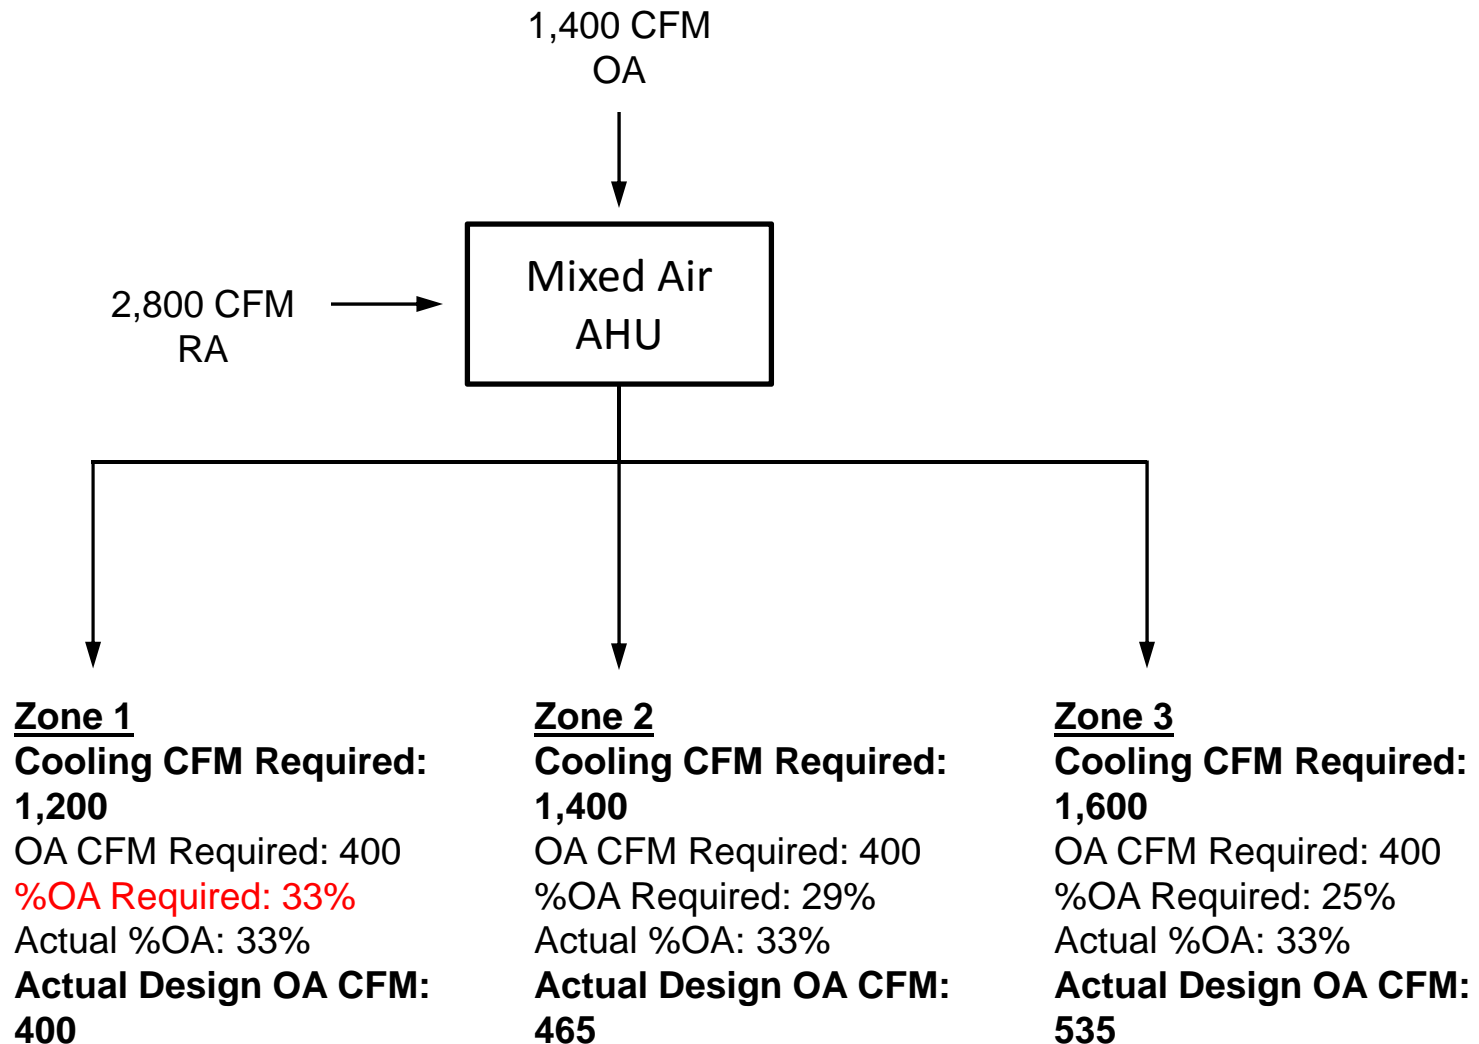 1,400 CFM
OA
2,800 CFM
RA
Mixed Air
AHU
Zone 1
Cooling CFM Required:
1,200
OA CFM Required: 400
%OA Required: 33%
Actual %OA: 33%
Actual Design OA CFM:
400
Zone 2
Cooling CFM Required:
1,400
OA CFM Required: 400
%OA Required: 29%
Actual %OA: 33%
Actual Design OA CFM:
465
Zone 3
Cooling CFM Required:
1,600
OA CFM Required: 400
%OA Required: 25%
Actual %OA: 33%
Actual Design OA CFM:
535